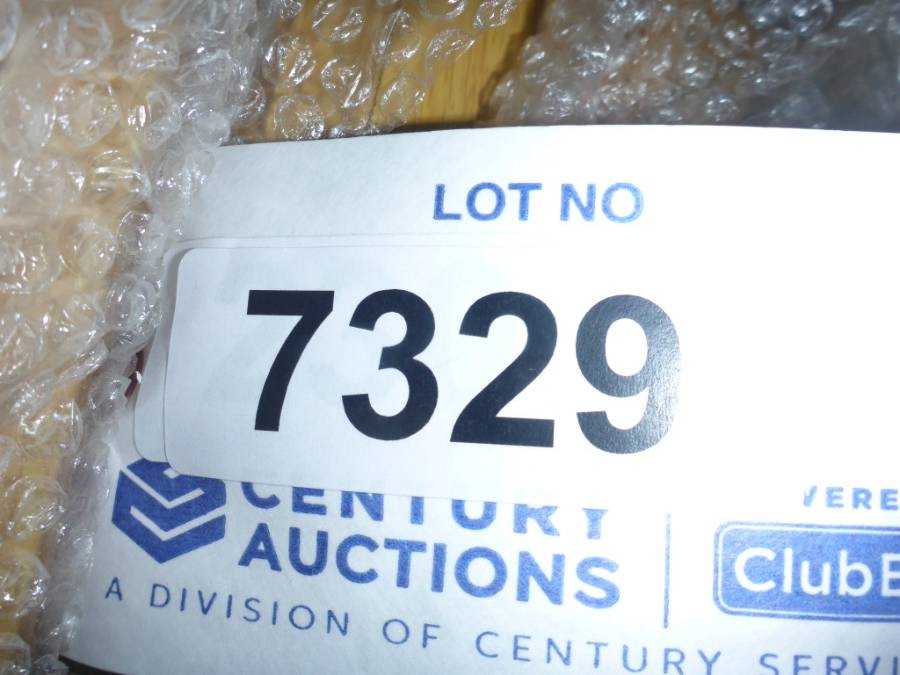 LOT NO
7329
CENTURY
AUCTIONS
A DIVISION OF CENTURY